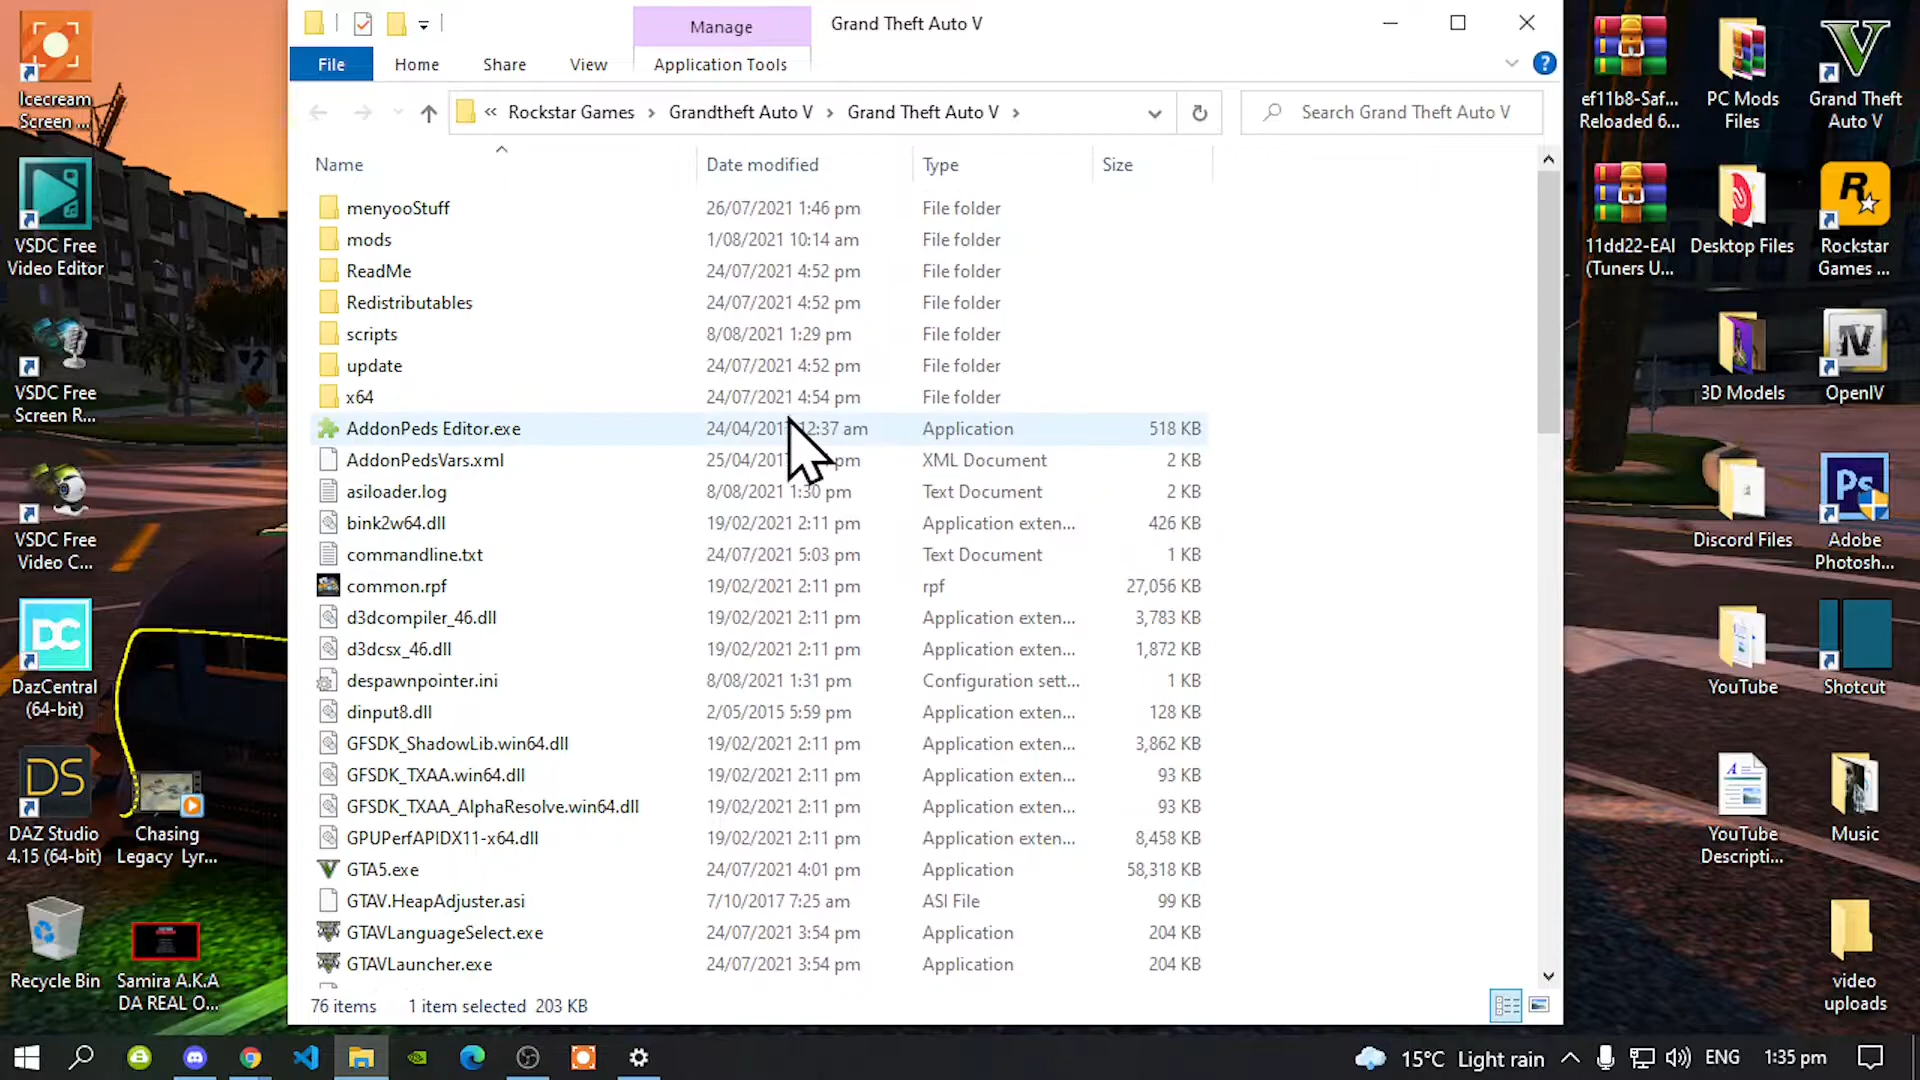 Icecream
Screen ...
VSDC Free
Video Editor
VSDC Free
Screen R...
VSDC Free
Video C...
DC
DazCentral
(64-bit)
DS
DAZ Studio
4.15 (64-bit)
Chasing
Legacy Lyr...
Recycle Bin
Samira A.K.A
DA REAL O...
Manage
Grand Theft Auto V
File
Home
Share
View
Application Tools
?
«
Rockstar Games
Grandtheft Auto V
Grand Theft Auto V
Search Grand Theft Auto V
Name
Date modified
Type
Size
menyooStuff 26/07/2021 1:46 pm File folder
mods 1/08/2021 10:14 am File folder
ReadMe 24/07/2021 4:52 pm File folder
Redistributables 24/07/2021 4:52 pm File folder
scripts 8/08/2021 1:29 pm File folder
update 24/07/2021 4:52 pm File folder
x64 24/07/2021 4:54 pm File folder
AddonPeds Editor.exe 12:37 am Application 518 KB
AddonPedsVars.xml pm XML Document 2 KB
asiloader.log 8/08/2021 1:30 pm Text Document 2 KB
bink2w64.dll 19/02/2021 2:11 pm Application exten... 426 KB
commandline.txt 24/07/2021 5:03 pm Text Document 1 KB
common.rpf 19/02/2021 2:11 pm rpf 27,056 KB
d3dcompiler_46.dll 19/02/2021 2:11 pm Application exten... 3,783 KB
d3dcsx_46.dll 19/02/2021 2:11 pm Application exten... 1,872 KB
despawnpointer.ini 8/08/2021 1:31 pm Configuration sett... 1 KB
dinput8.dll 2/05/2015 5:59 pm Application exten... 128 KB
GFSDK_ShadowLib.win64.dll 19/02/2021 2:11 pm Application exten... 3,862 KB
GFSDK_TXAA.win64.dll 19/02/2021 2:11 pm Application exten... 93 KB
GFSDK_TXAA_AlphaResolve.win64.dll 19/02/2021 2:11 pm Application exten... 93 KB
GPUPerfAPIDX11-x64.dll 19/02/2021 2:11 pm Application exten... 8,458 KB
GTA5.exe 24/07/2021 4:01 pm Application 58,318 KB
GTAV.HeapAdjuster.asi 7/10/2017 7:25 am ASI File 99 KB
GTAVLanguageSelect.exe 24/07/2021 3:54 pm Application 204 KB
GTAVLauncher.exe 24/07/2021 3:54 pm Application 204 KB
76 items 1 item selected 203 KB
ef11b8-Saf...
Reloaded 6...
PC Mods
Files
Grand Theft
Auto V
11dd22-EAI
(Tuners U...
Desktop Files
Rockstar
Games ...
3D Models
OpenIV
Discord Files
Ps
Adobe
Photosh...
YouTube
Shotcut
YouTube
Descripti...
Music
video
uploads
15°C Light rain
ENG
1:35 pm